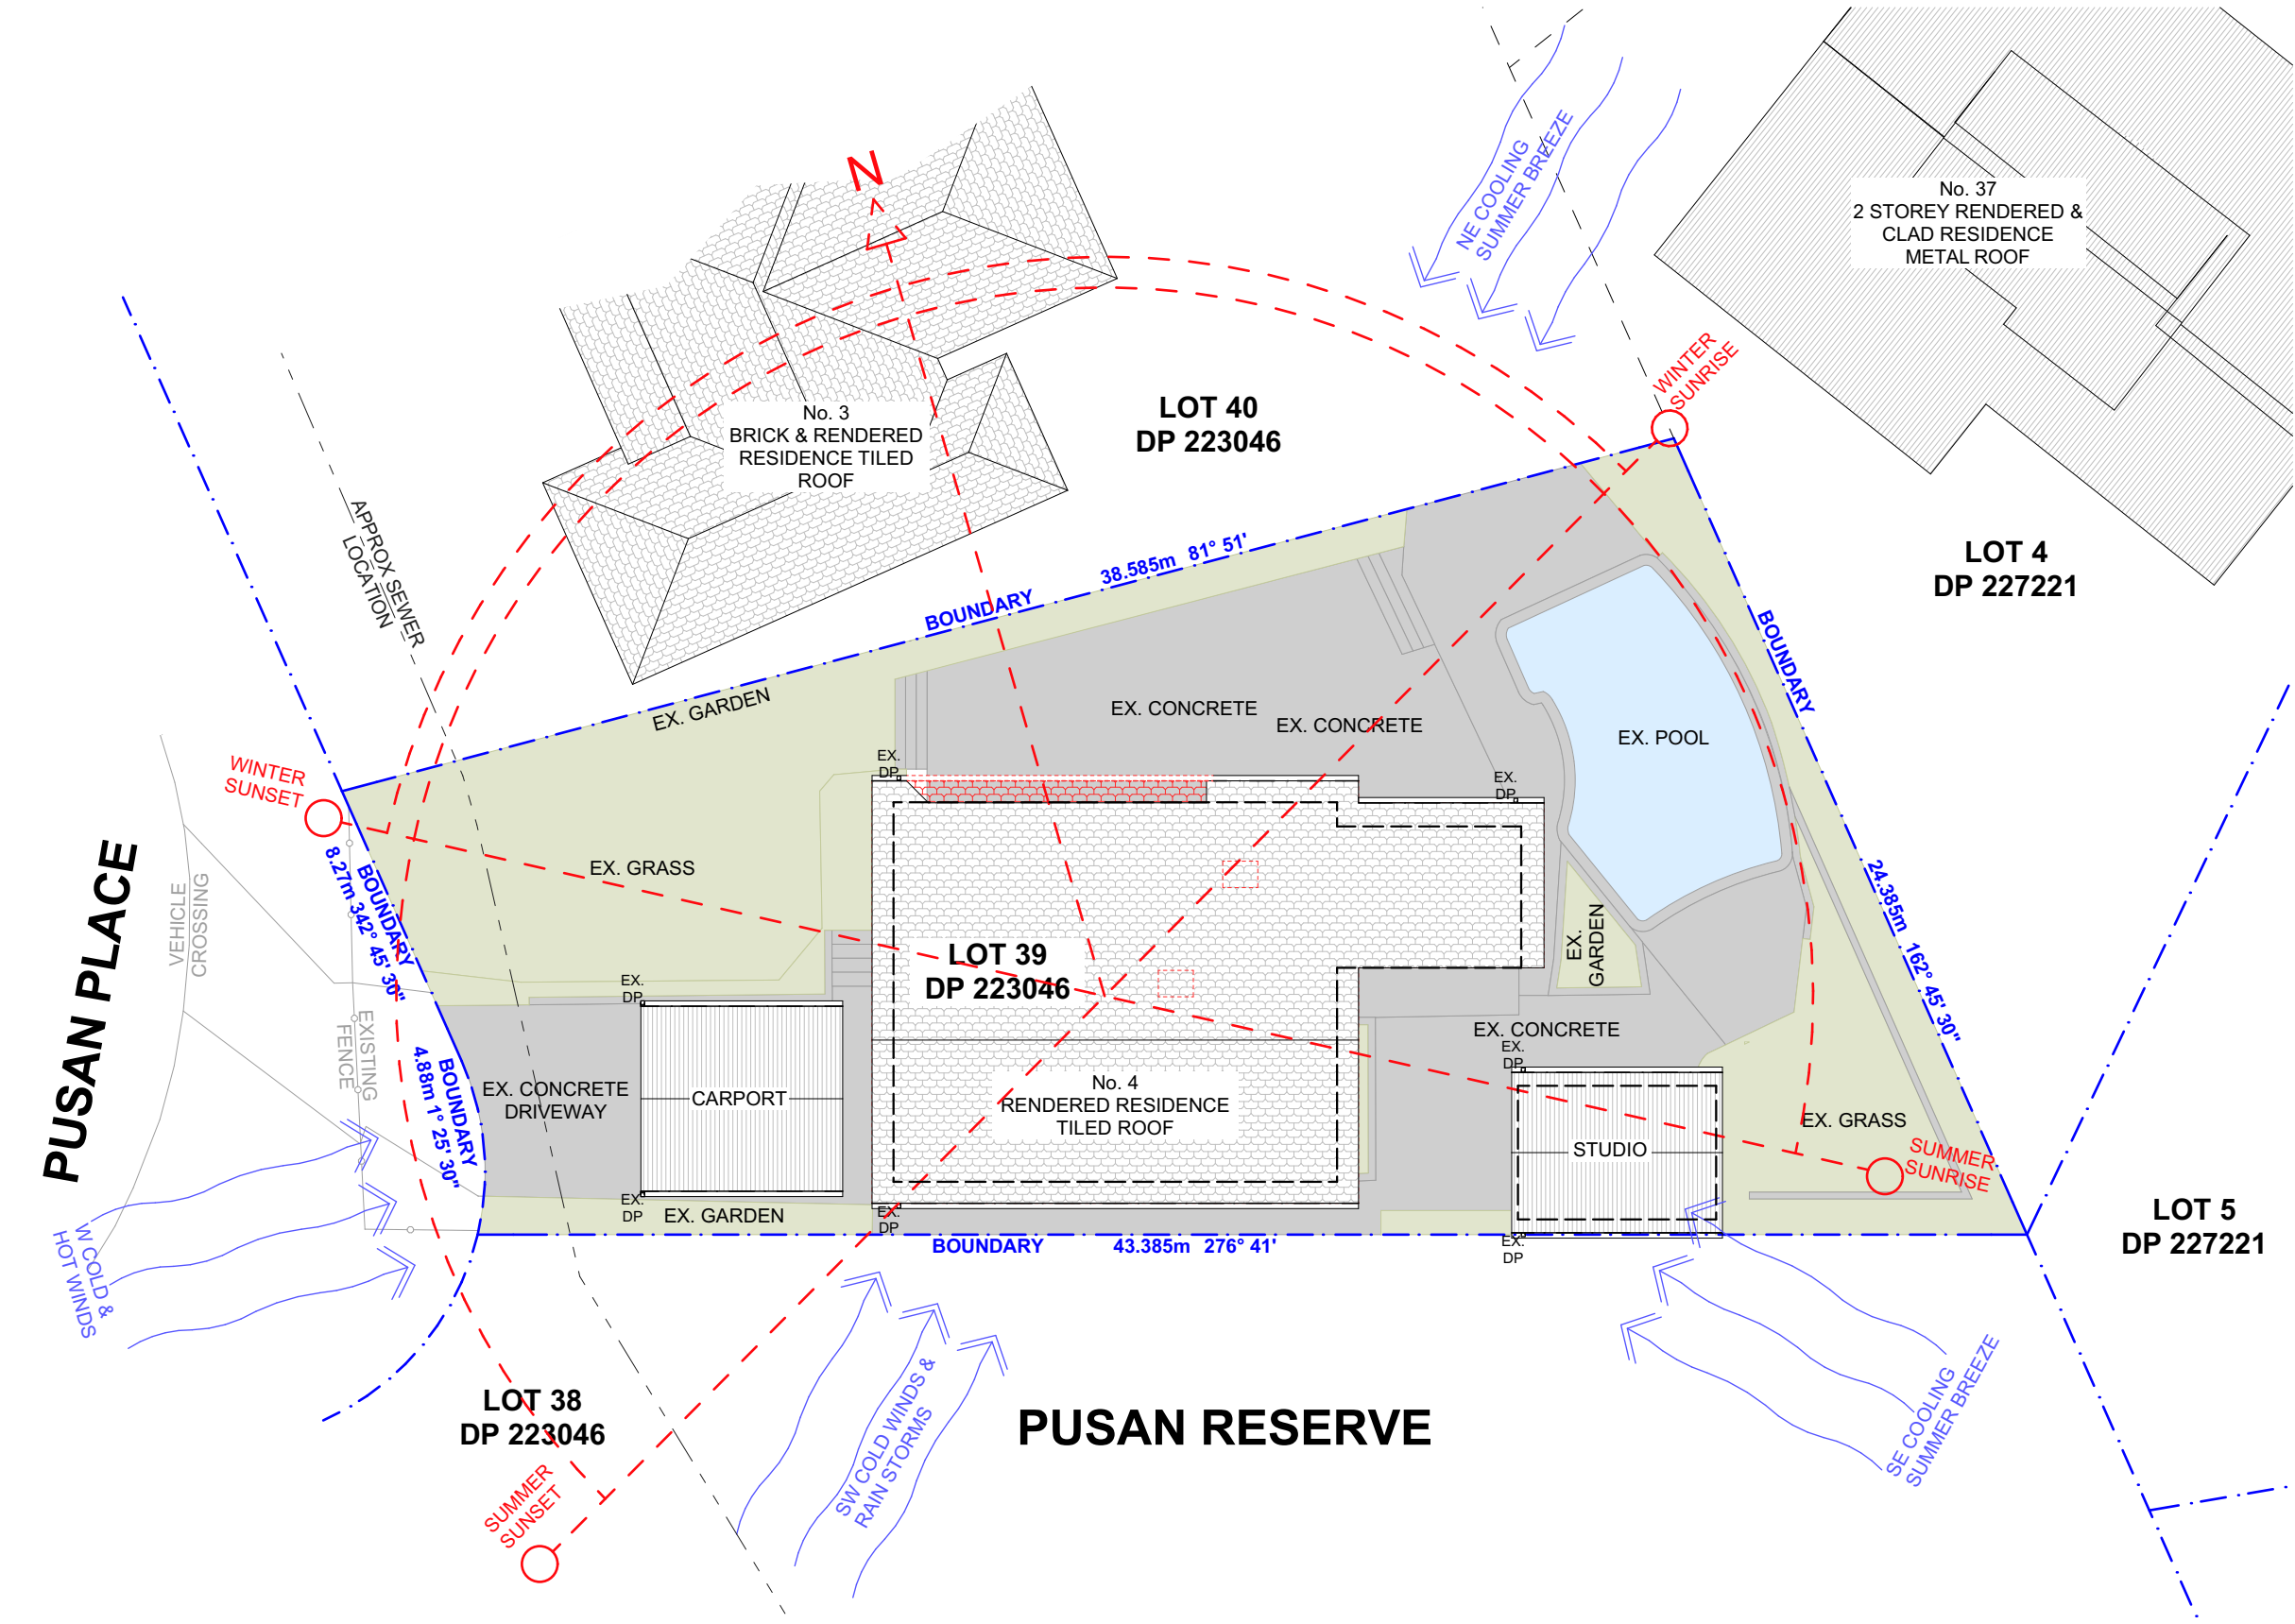 N
NE COOLING
SUMMER BREEZE
No. 37
2 STOREY RENDERED &
CLAD RESIDENCE
METAL ROOF
WINTER
SUNRISE
No. 3
BRICK & RENDERED
RESIDENCE TILED
ROOF
LOT 40
DP 223046
APPROX SEWER
LOCATION
LOT 4
DP 227221
BOUNDARY 38.585m 81° 51'
BOUNDARY
24.385m 162° 45' 30"
EX. GARDEN
EX. CONCRETE
EX. CONCRETE
EX. POOL
WINTER
SUNSET
EX.
DP
EX.
DP
PUSAN PLACE
VEHICLE
CROSSING
BOUNDARY
8.27m 342° 45' 30"
EX. GRASS
EX.
GARDEN
LOT 39
DP 223046
EX.
DP
EXISTING
FENCE
BOUNDARY
4.88m 1° 25' 30"
EX. CONCRETE
DRIVEWAY
CARPORT
No. 4
RENDERED RESIDENCE
TILED ROOF
EX. CONCRETE
EX.
DP
STUDIO
EX. GRASS
SUMMER
SUNRISE
EX.
DP
EX. GARDEN
EX.
DP
BOUNDARY 43.385m 276° 41'
EX.
DP
LOT 5
DP 227221
W COLD &
HOT WINDS
LOT 38
DP 223046
SUMMER
SUNSET
SW COLD WINDS &
RAIN STORMS
PUSAN RESERVE
SE COOLING
SUMMER BREEZE